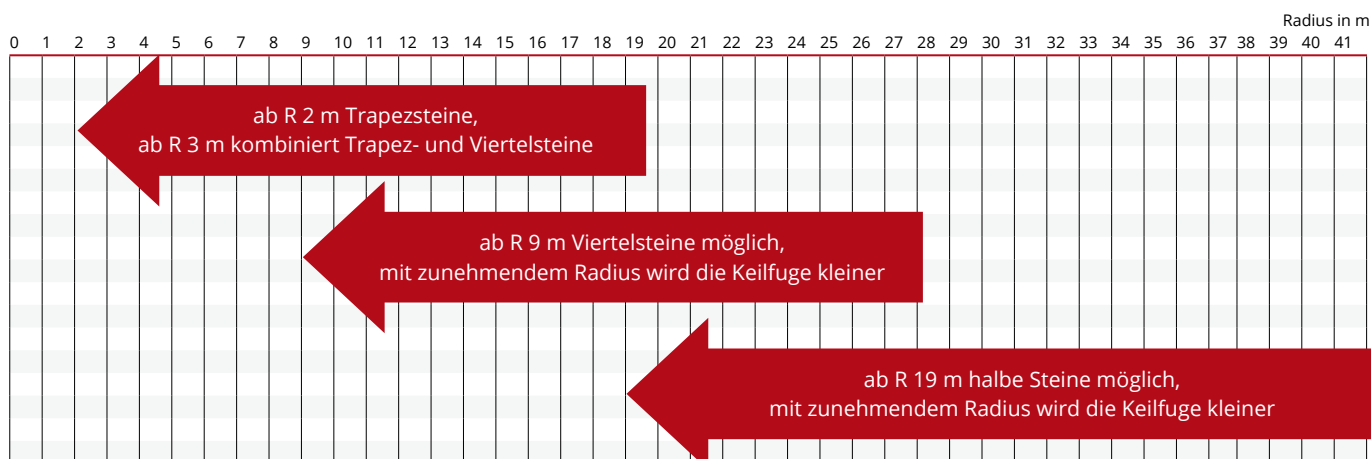 Radius in m
0 1 2 3 4 5 6 7 8 9 10 11 12 13 14 15 16 17 18 19 20 21 22 23 24 25 26 27 28 29 30 31 32 33 34 35 36 37 38 39 40 41
ab R 2 m Trapezsteine,
ab R 3 m kombiniert Trapez- und Viertelsteine
ab R 9 m Viertelsteine möglich,
mit zunehmendem Radius wird die Keilfuge kleiner
ab R 19 m halbe Steine möglich,
mit zunehmendem Radius wird die Keilfuge kleiner